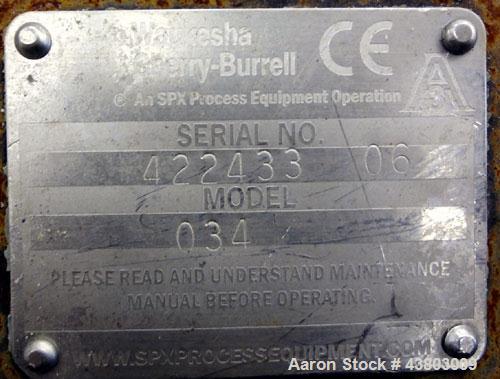 Waukesha CE
Cherry-Burrell
® An SPX Process Equipment Operation
SERIAL NO.
422433 06
MODEL
034
PLEASE READ AND UNDERSTAND MAINTENANCE
MANUAL BEFORE OPERATING.
WWW.SPXPROCESSEQUIPMENT.COM
Aaron Stock # 43803069